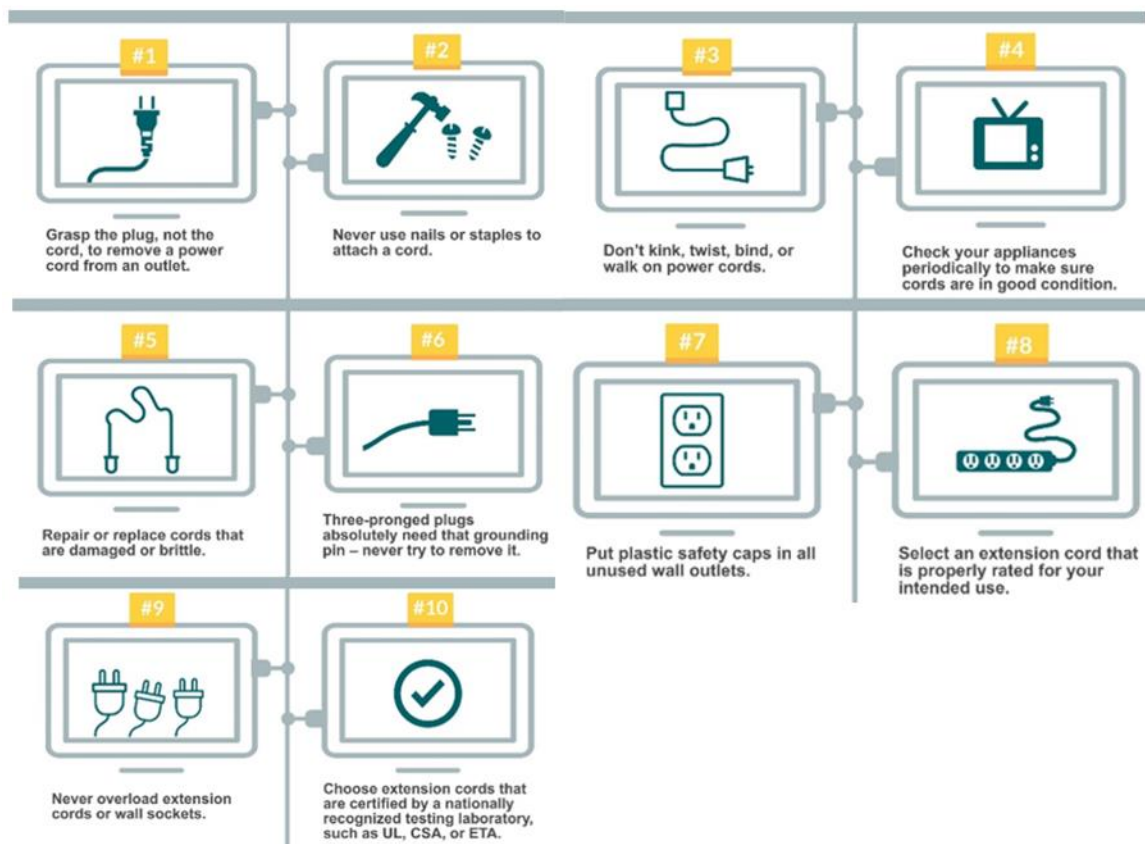 #1
Grasp the plug, not the
cord, to remove a power
cord from an outlet.
#2
Never use nails or staples to
attach a cord.
#3
Don't kink, twist, bind, or
walk on power cords.
#4
Check your appliances
periodically to make sure
cords are in good condition.
#5
Repair or replace cords that
are damaged or brittle.
#6
Three-pronged plugs
absolutely need that grounding
pin – never try to remove it.
#7
Put plastic safety caps in all
unused wall outlets.
#8
Select an extension cord that
is properly rated for your
intended use.
#9
Never overload extension
cords or wall sockets.
#10
Choose extension cords that
are certified by a nationally
recognized testing laboratory,
such as UL, CSA, or ETA.